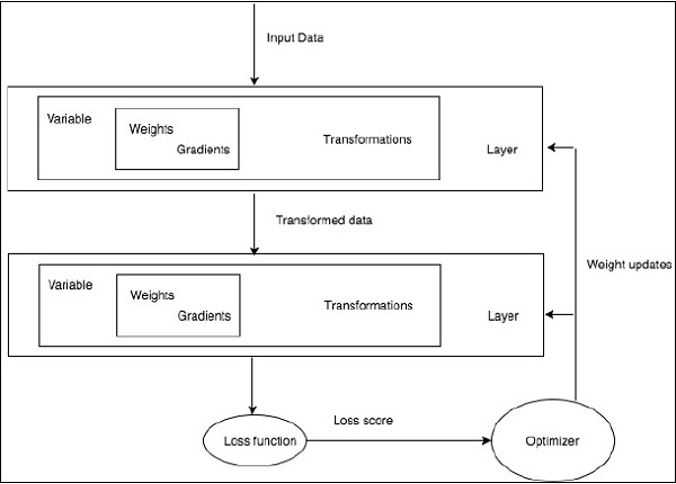 Input Data
Variable
Weights
Gradients
Transformations
Layer
Transformed data
Variable
Weights
Gradients
Transformations
Layer
Weight updates
Loss function
Loss score
Optimizer